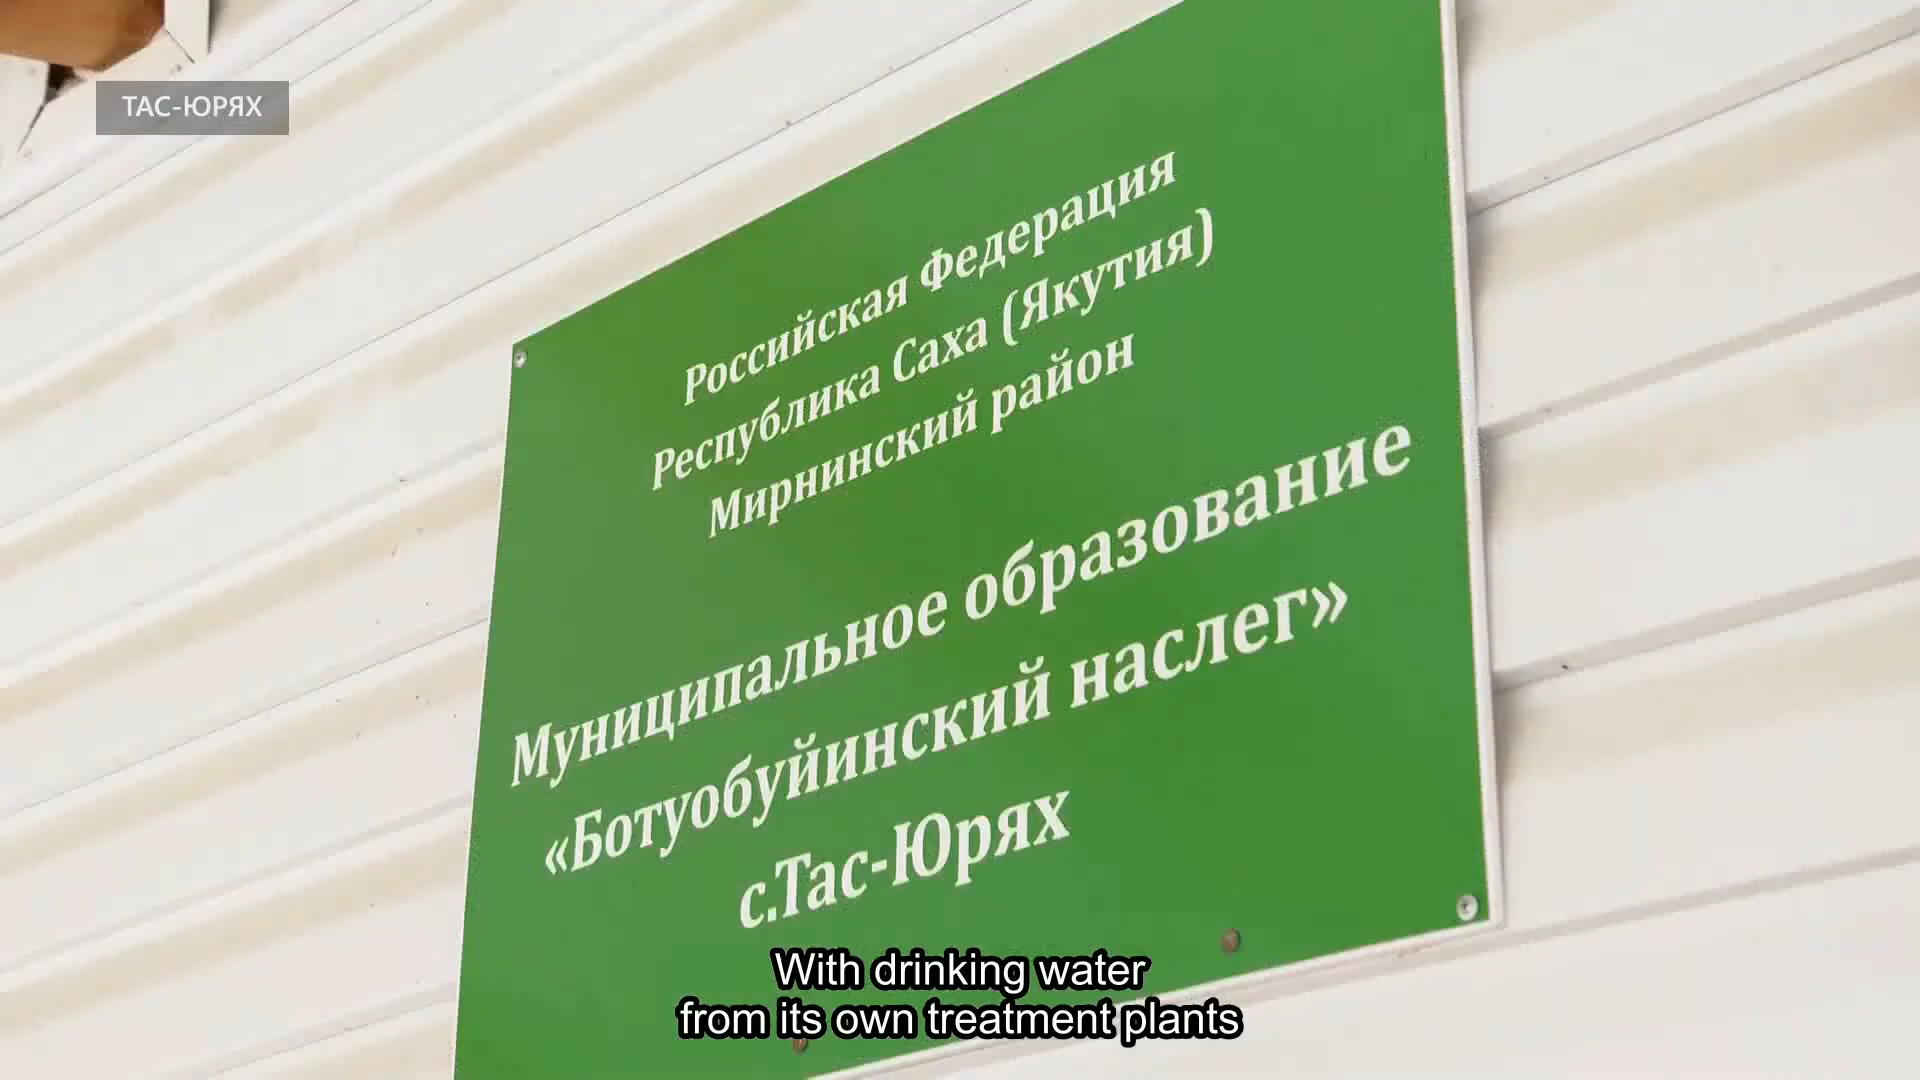 ТАС-ЮРЯХ
Российская Федерация
Республика Саха (Якутия)
Мирнинский район
Муниципальное образование
«Ботуобуйинский наслег»
с.Тас-Юрях
With drinking water
from its own treatment plants